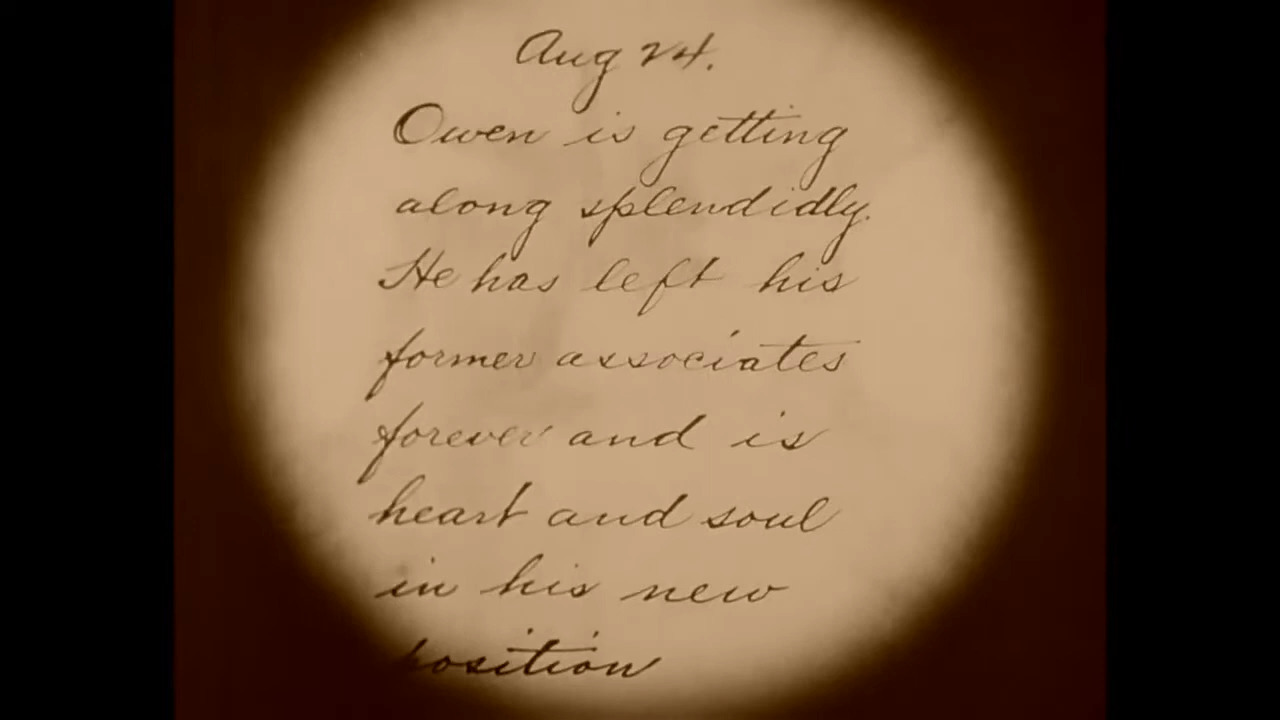 Aug 24.
Owen is getting
along splendidly.
He has left his
former associates
forever and is
heart and soul
in his new
position